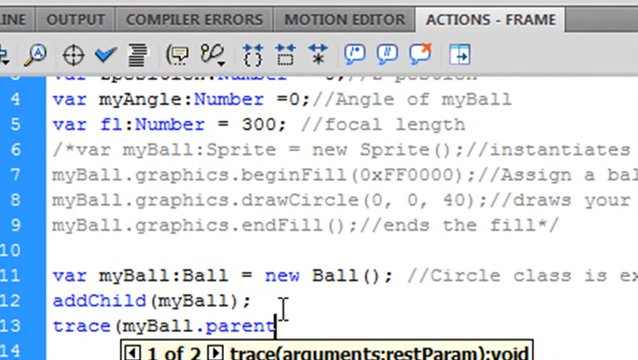 LINE OUTPUT COMPILER ERRORS MOTION EDITOR ACTIONS - FRAME
4 var myAngle:Number =0;//Angle of myBall
5 var fl:Number = 300; //focal length
6 /*var myBall:Sprite = new Sprite();//instantiates
7 myBall.graphics.beginFill(0xFF0000);//Assign a bal
8 myBall.graphics.drawCircle(0, 0, 40);//draws your
9 myBall.graphics.endFill();//ends the fill*/
10
11 var myBall:Ball = new Ball(); //Circle class is ex
12 addChild(myBall);
13 trace(myBall.parent
14 1 of 2 trace(arguments:restParam):void